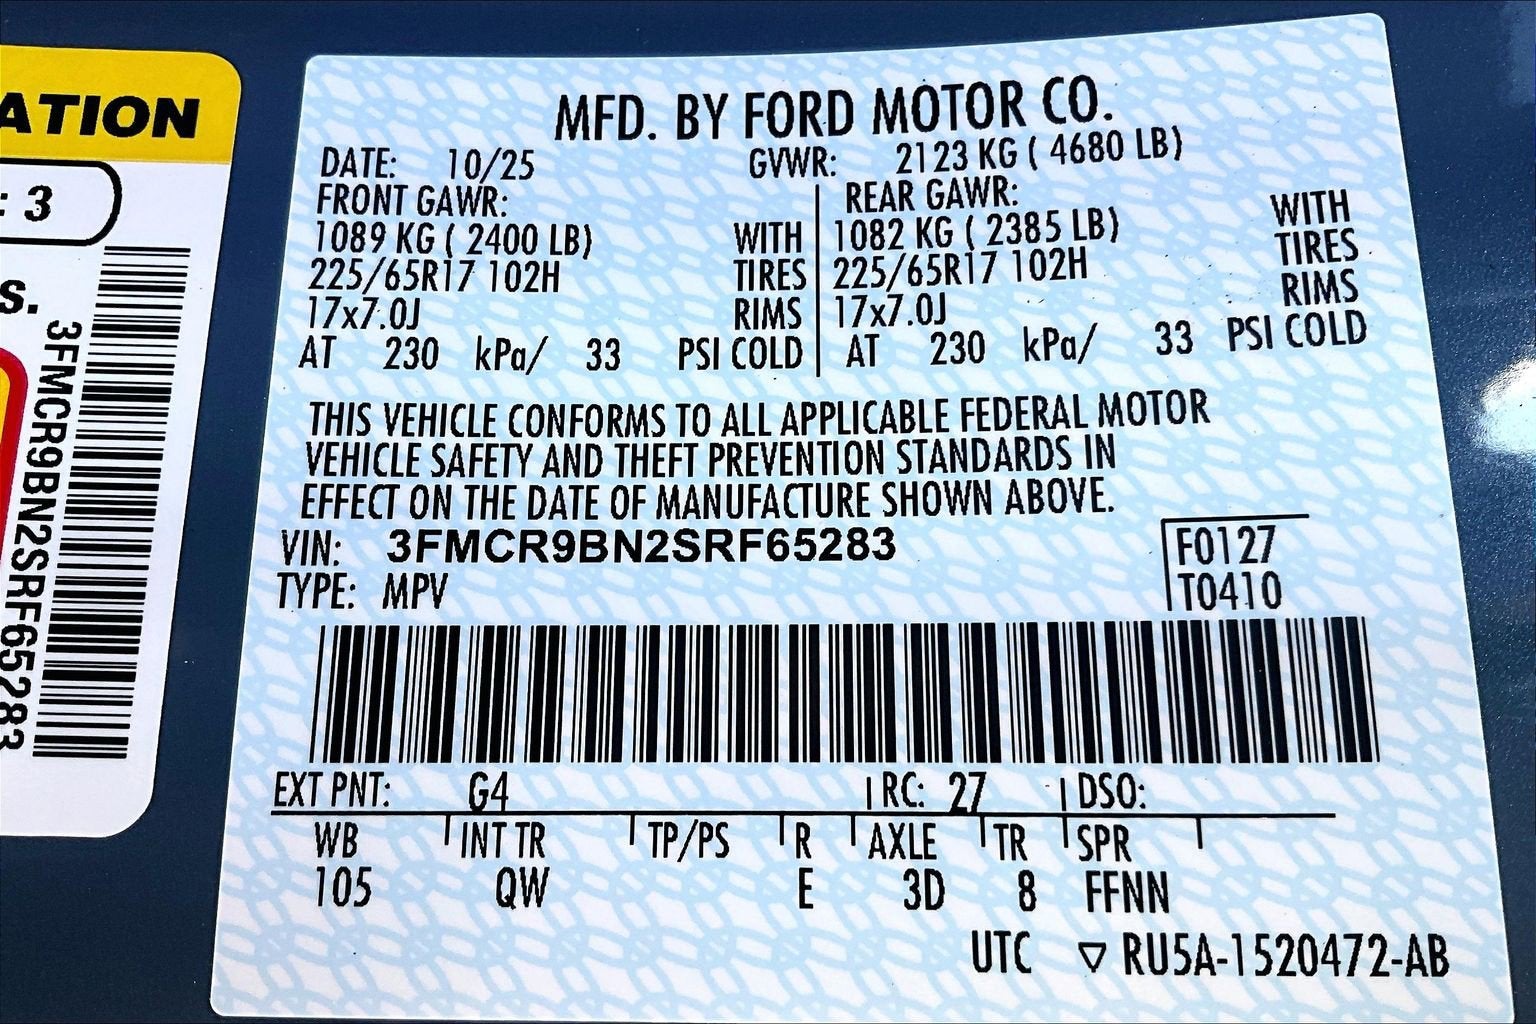 ATION
: 3
S.
3FMCR9BN2SRF65283
MFD. BY FORD MOTOR CO.
DATE: 10/25 GVWR: 2123 KG ( 4680 LB)
FRONT GAWR: REAR GAWR:
1089 KG ( 2400 LB) WITH 1082 KG ( 2385 LB) WITH
225/65R17 102H TIRES 225/65R17 102H TIRES
17x7.0J RIMS 17x7.0J RIMS
AT 230 kPa/ 33 PSI COLD AT 230 kPa/ 33 PSI COLD
THIS VEHICLE CONFORMS TO ALL APPLICABLE FEDERAL MOTOR
VEHICLE SAFETY AND THEFT PREVENTION STANDARDS IN
EFFECT ON THE DATE OF MANUFACTURE SHOWN ABOVE.
VIN: 3FMCR9BN2SRF65283 F0127
TYPE: MPV T0410
EXT PNT: G4 RC: 27 DSO:
WB INT TR TP/PS R AXLE TR SPR
105 QW E 3D 8 FFNN
UTC ▽ RU5A-1520472-AB